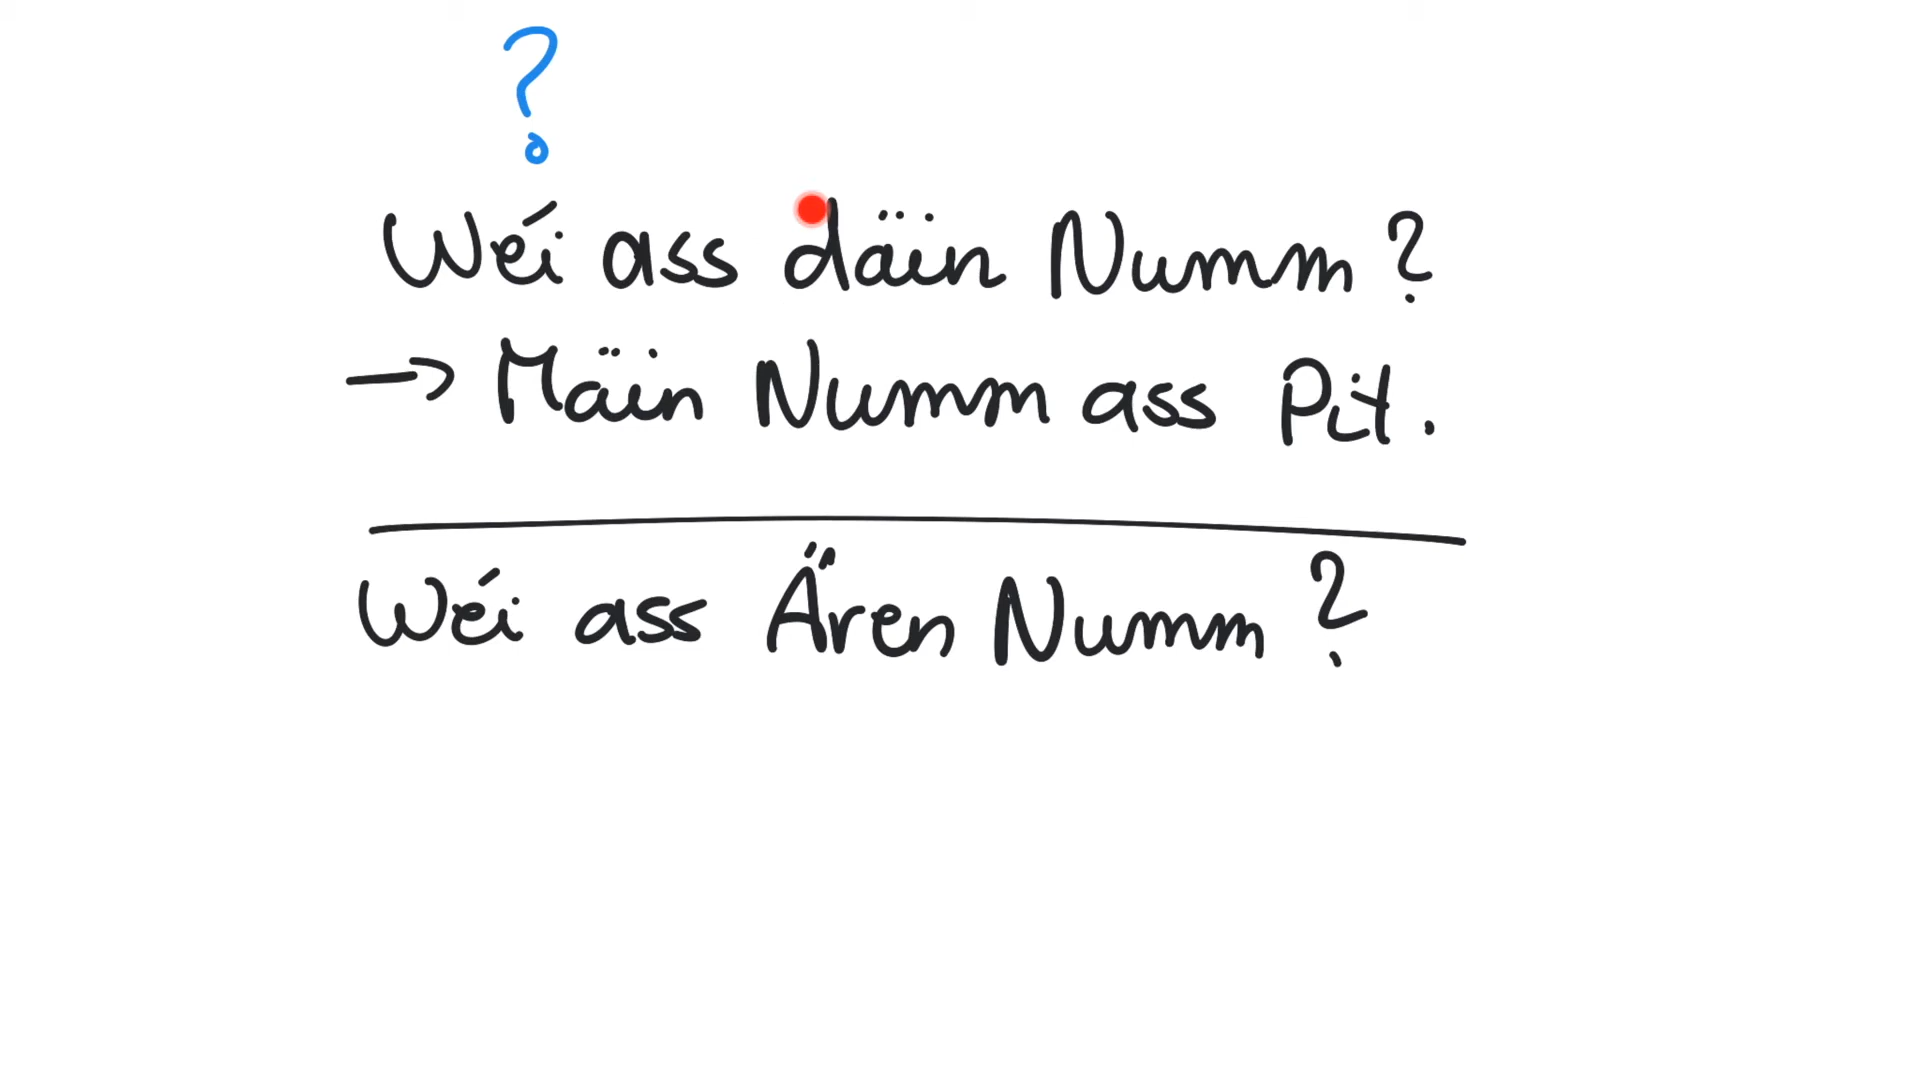 ?
Wéi ass däin Numm ?
→ Mäin Numm ass Pit .
Wéi ass Ären Numm ?